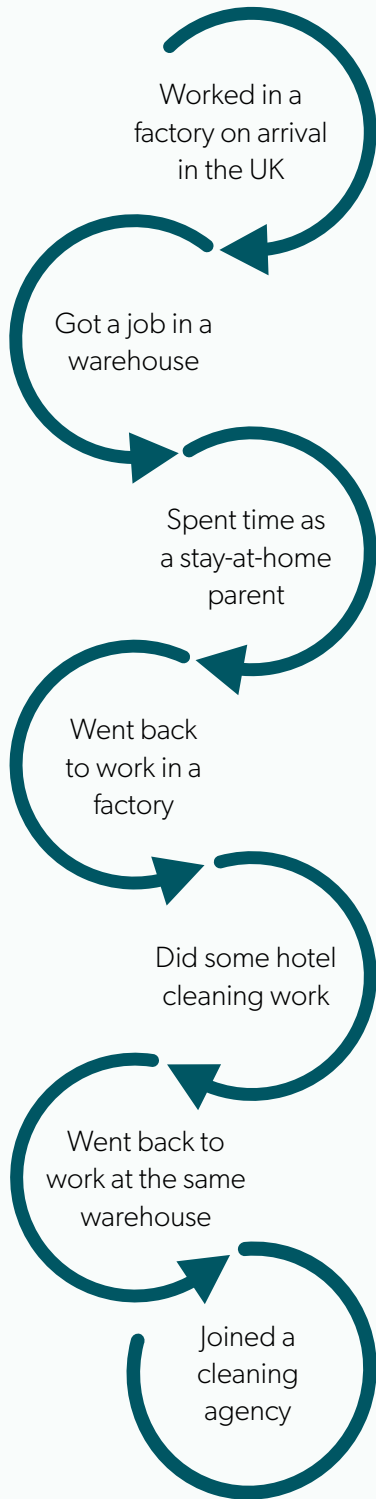 Worked in a
factory on arrival
in the UK
Got a job in a
warehouse
Spent time as
a stay-at-home
parent
Went back
to work in a
factory
Did some hotel
cleaning work
Went back to
work at the same
warehouse
Joined a
cleaning
agency